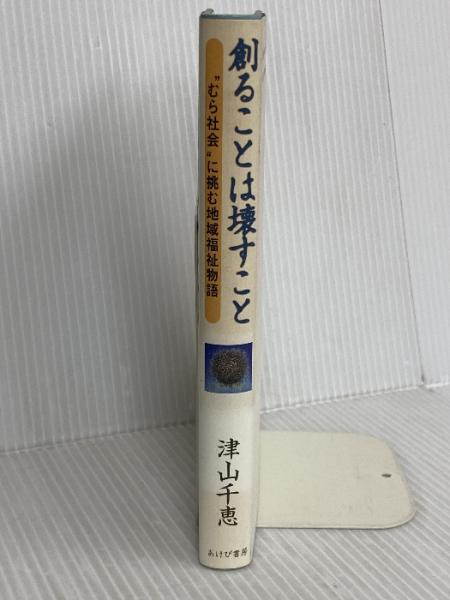 創ることは壊すこと
"むら社会"に挑む地域福祉物語
津山千恵
あけび書房